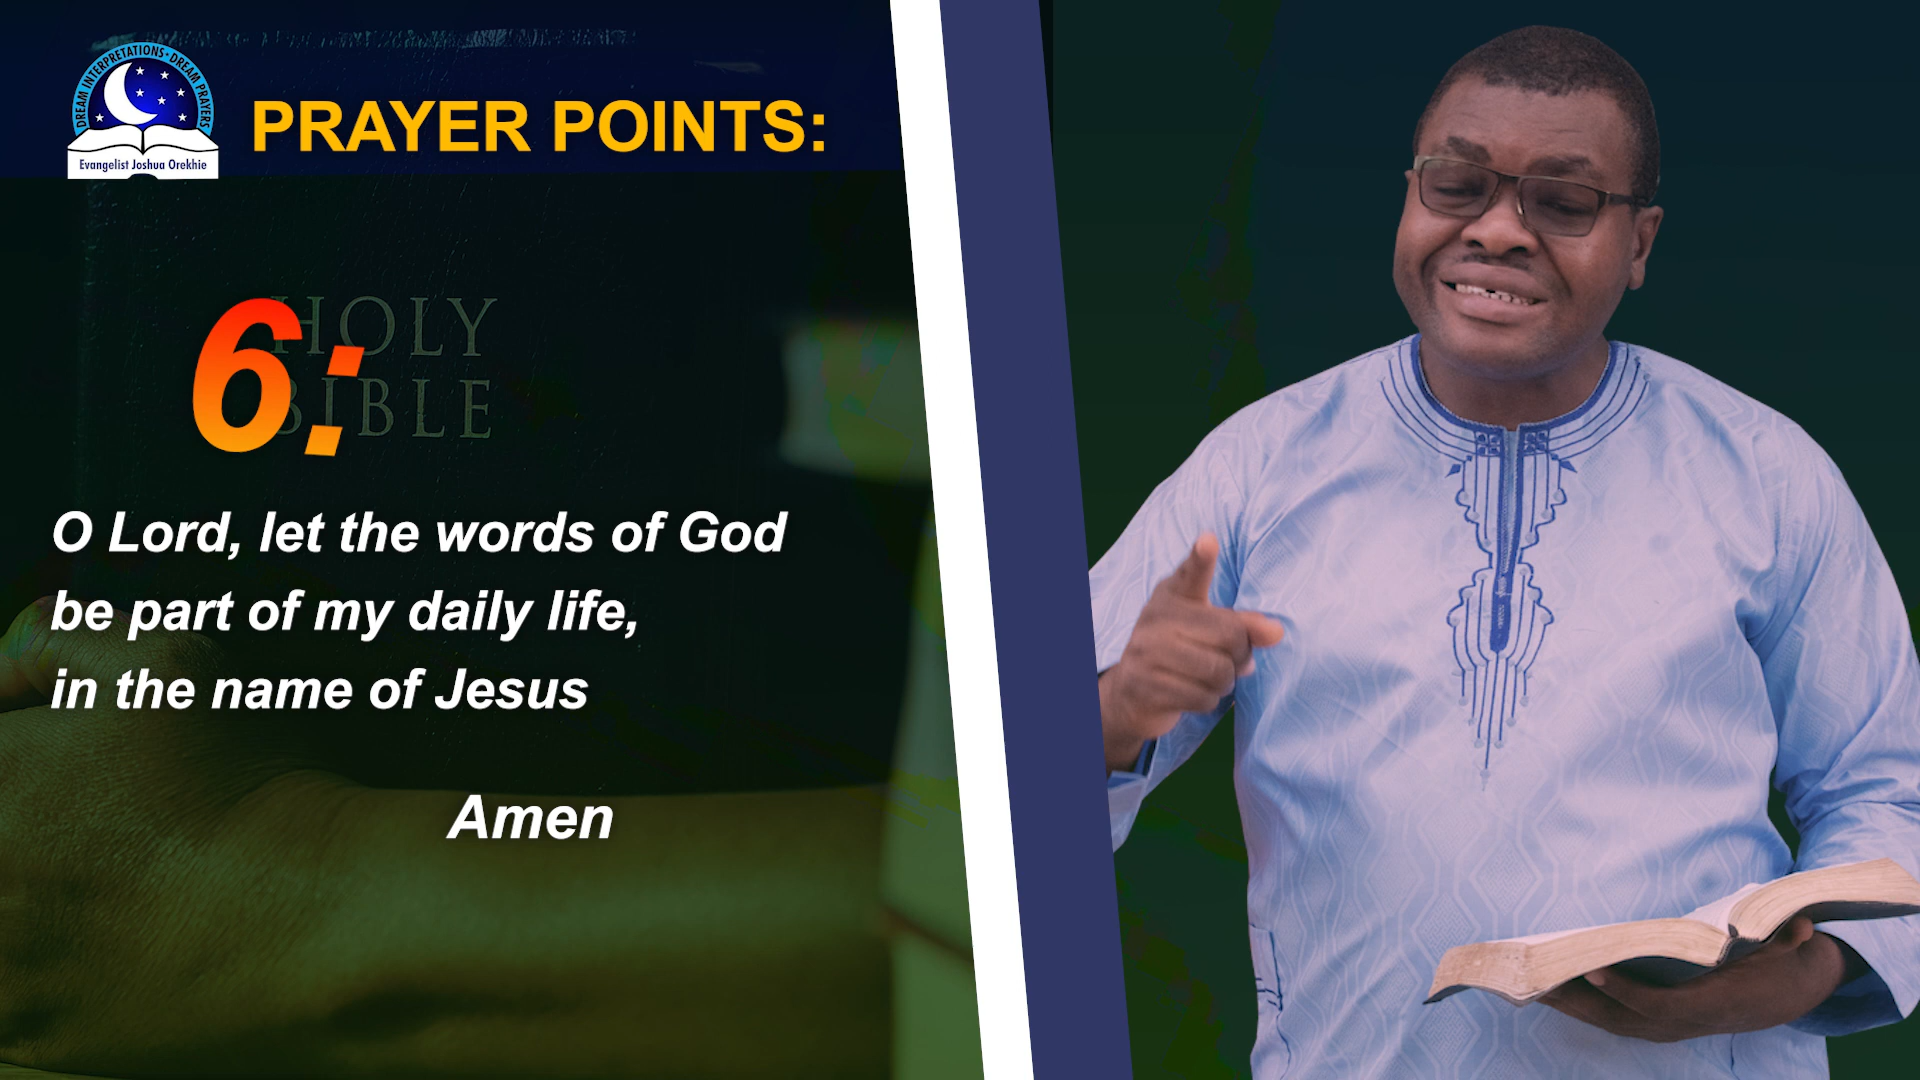 DREAM INTERPRETATIONS • DREAM PRAYERS
Evangelist Joshua Orekhie
PRAYER POINTS:
HOLY
BIBLE
6:
O Lord, let the words of God
be part of my daily life,
in the name of Jesus
Amen